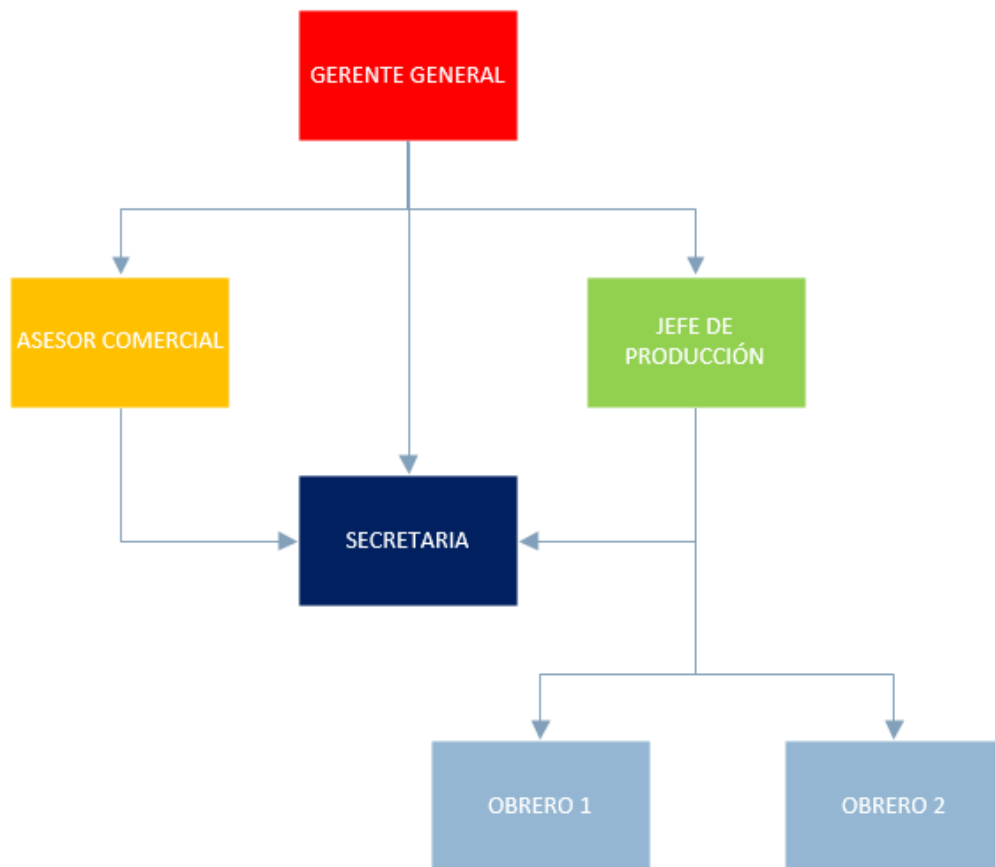 GERENTE GENERAL
ASESOR COMERCIAL
JEFE DE
PRODUCCIÓN
SECRETARIA
OBRERO 1
OBRERO 2